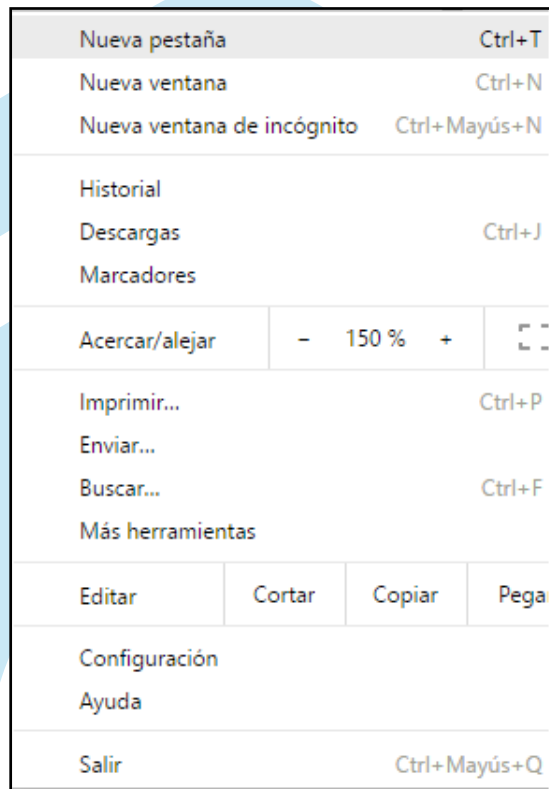 Nueva pestaña Ctrl+T
Nueva ventana Ctrl+N
Nueva ventana de incógnito Ctrl+Mayús+N
Historial
Descargas Ctrl+J
Marcadores
Acercar/alejar - 150 % +
Imprimir... Ctrl+P
Enviar...
Buscar... Ctrl+F
Más herramientas
Editar Cortar Copiar Pegar
Configuración
Ayuda
Salir Ctrl+Mayús+Q